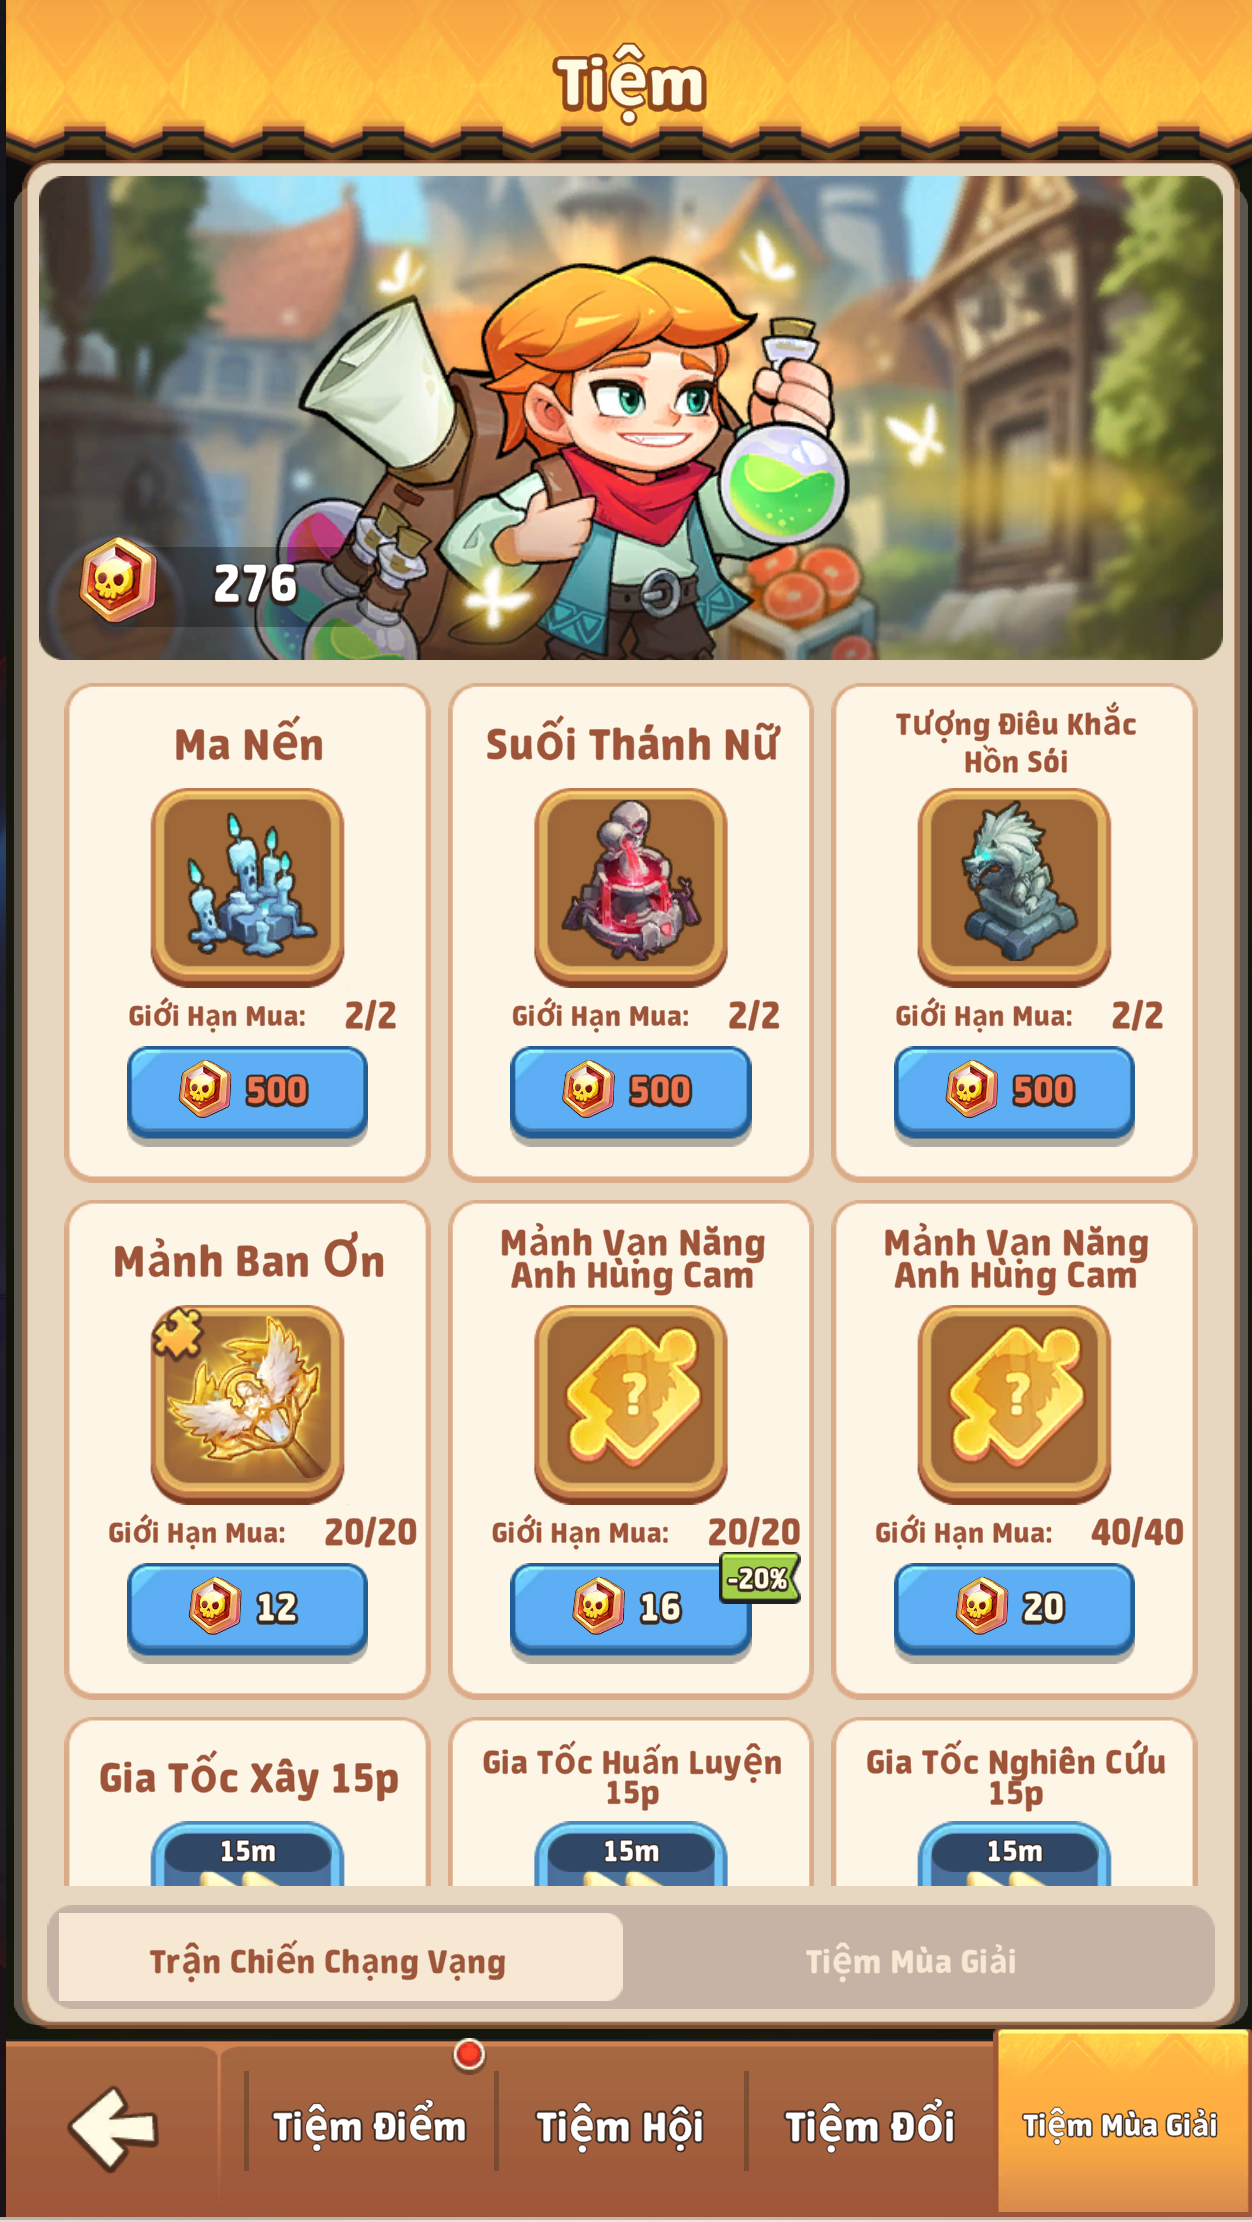 Tiệm
276
Ma Nến
Giới Hạn Mua: 2/2
500
Suối Thánh Nữ
Giới Hạn Mua: 2/2
500
Tượng Điêu Khắc
Hồn Sói
Giới Hạn Mua: 2/2
500
Mảnh Ban Ơn
Giới Hạn Mua: 20/20
12
Mảnh Vạn Năng
Anh Hùng Cam
Giới Hạn Mua: 20/20
-20%
16
Mảnh Vạn Năng
Anh Hùng Cam
?
Giới Hạn Mua: 40/40
20
Gia Tốc Xây 15p
15m
Gia Tốc Huấn Luyện
15p
15m
Gia Tốc Nghiên Cứu
15p
15m
Trận Chiến Chạng Vạng
Tiệm Mùa Giải
Tiệm Điểm
Tiệm Hội
Tiệm Đổi
Tiệm Mùa Giải